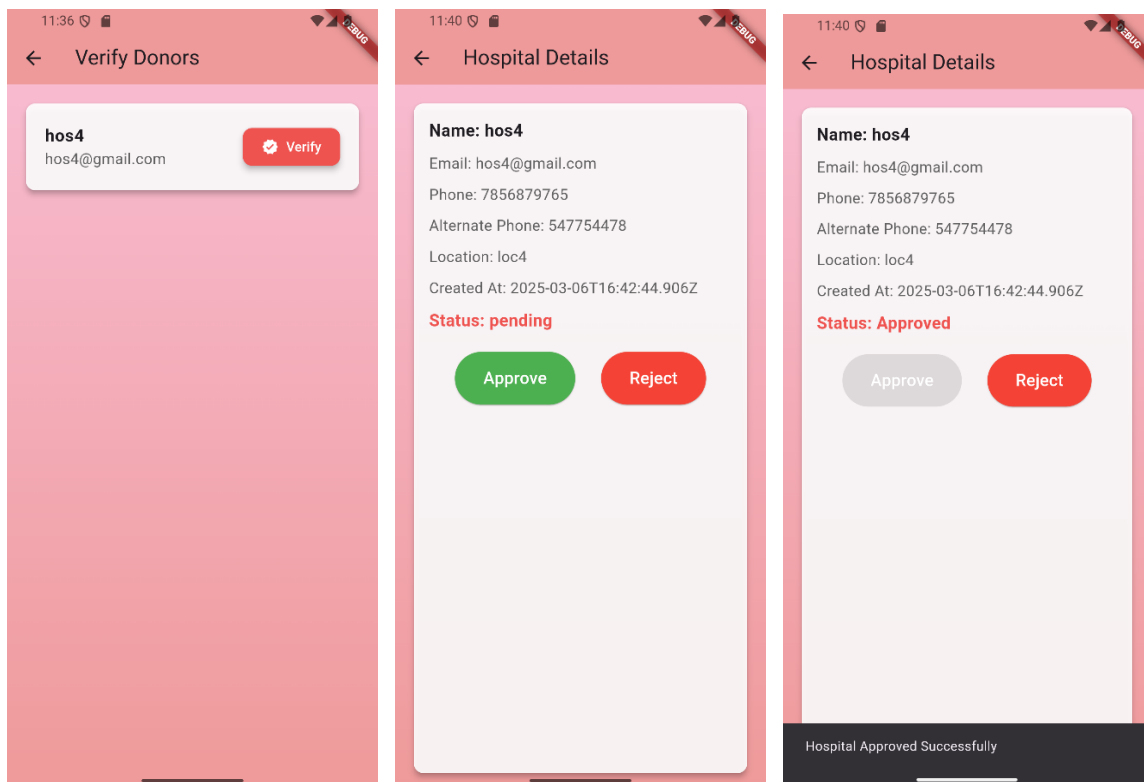 11:36
DEBUG
Verify Donors
hos4
hos4@gmail.com
Verify
11:40
DEBUG
Hospital Details
Name: hos4
Email: hos4@gmail.com
Phone: 7856879765
Alternate Phone: 547754478
Location: loc4
Created At: 2025-03-06T16:42:44.906Z
Status: pending
Approve
Reject
11:40
DEBUG
Hospital Details
Name: hos4
Email: hos4@gmail.com
Phone: 7856879765
Alternate Phone: 547754478
Location: loc4
Created At: 2025-03-06T16:42:44.906Z
Status: Approved
Approve
Reject
Hospital Approved Successfully